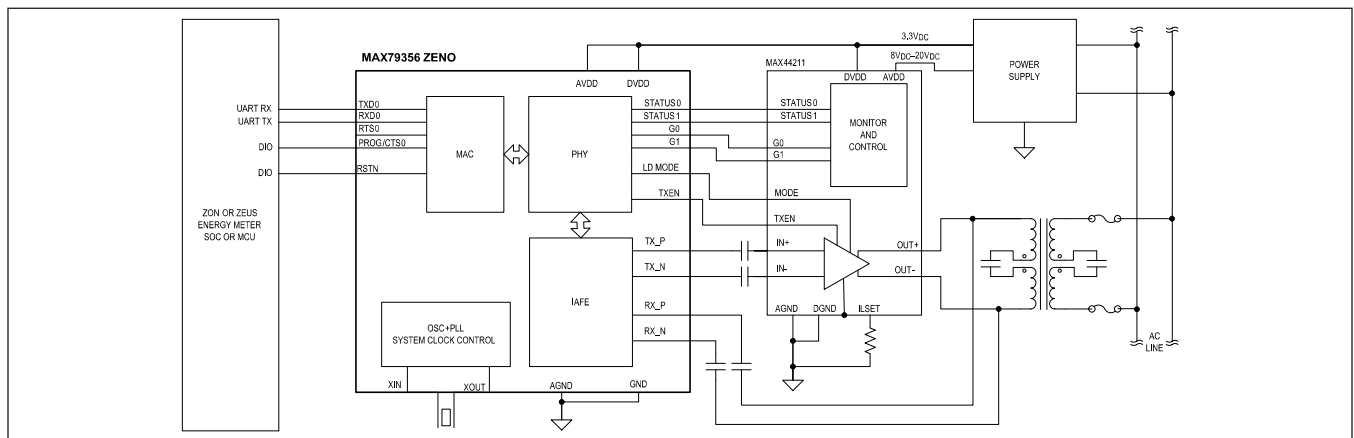 MAX79356 ZENO
AVDD
DVDD
UART RX
UART TX
DIO
DIO
ZON OR ZEUS
ENERGY METER
SOC OR MCU
TXD0
RXD0
RTS0
PROG/CTS0
RSTN
MAC
PHY
STATUS0
STATUS1
G0
G1
LD MODE
TXEN
IAFE
TX_P
TX_N
RX_P
RX_N
OSC+PLL
SYSTEM CLOCK CONTROL
XIN
XOUT
AGND
GND
MAX44211
DVDD
AVDD
STATUS0
STATUS1
G0
G1
MONITOR
AND
CONTROL
MODE
TXEN
IN+
IN-
OUT+
OUT-
AGND
DGND
ILSET
3.3VDC
8VDC–20VDC
POWER
SUPPLY
AC
LINE